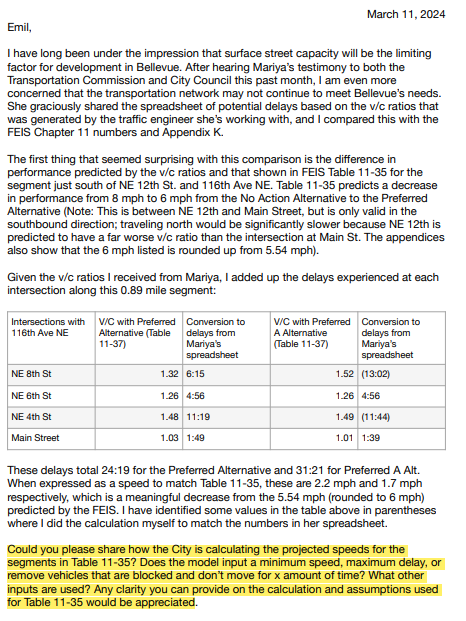 March 11, 2024
Emil,
I have long been under the impression that surface street capacity will be the limiting
factor for development in Bellevue. After hearing Mariya's testimony to both the
Transportation Commission and City Council this past month, I am even more
concerned that the transportation network may not continue to meet Bellevue's needs.
She graciously shared the spreadsheet of potential delays based on the v/c ratios that
was generated by the traffic engineer she's working with, and I compared this with the
FEIS Chapter 11 numbers and Appendix K.
The first thing that seemed surprising with this comparison is the difference in
performance predicted by the v/c ratios and that shown in FEIS Table 11-35 for the
segment just south of NE 12th St. and 116th Ave NE. Table 11-35 predicts a decrease
in performance from 8 mph to 6 mph from the No Action Alternative to the Preferred
Alternative (Note: This is between NE 12th and Main Street, but is only valid in the
southbound direction; traveling north would be significantly slower because NE 12th is
predicted to have a far worse v/c ratio than the intersection at Main St. The appendices
also show that the 6 mph listed is rounded up from 5.54 mph).
Given the v/c ratios I received from Mariya, I added up the delays experienced at each
intersection along this 0.89 mile segment:
Intersections with 116th Ave NE | V/C with Preferred Alternative (Table 11-37) | Conversion to delays from Mariya's spreadsheet | V/C with Preferred A Alternative (Table 11-37) | Conversion to delays from Mariya's spreadsheet
NE 8th St 1.32 6:15 1.52 (13:02)
NE 6th St 1.26 4:56 1.26 4:56
NE 4th St 1.48 11:19 1.49 (11:44)
Main Street 1.03 1:49 1.01 1:39
These delays total 24:19 for the Preferred Alternative and 31:21 for Preferred A Alt.
When expressed as a speed to match Table 11-35, these are 2.2 mph and 1.7 mph
respectively, which is a meaningful decrease from the 5.54 mph (rounded to 6 mph)
predicted by the FEIS. I have identified some values in the table above in parentheses
where I did the calculation myself to match the numbers in her spreadsheet.
Could you please share how the City is calculating the projected speeds for the
segments in Table 11-35? Does the model input a minimum speed, maximum delay, or
remove vehicles that are blocked and don't move for x amount of time? What other
inputs are used? Any clarity you can provide on the calculation and assumptions used
for Table 11-35 would be appreciated.